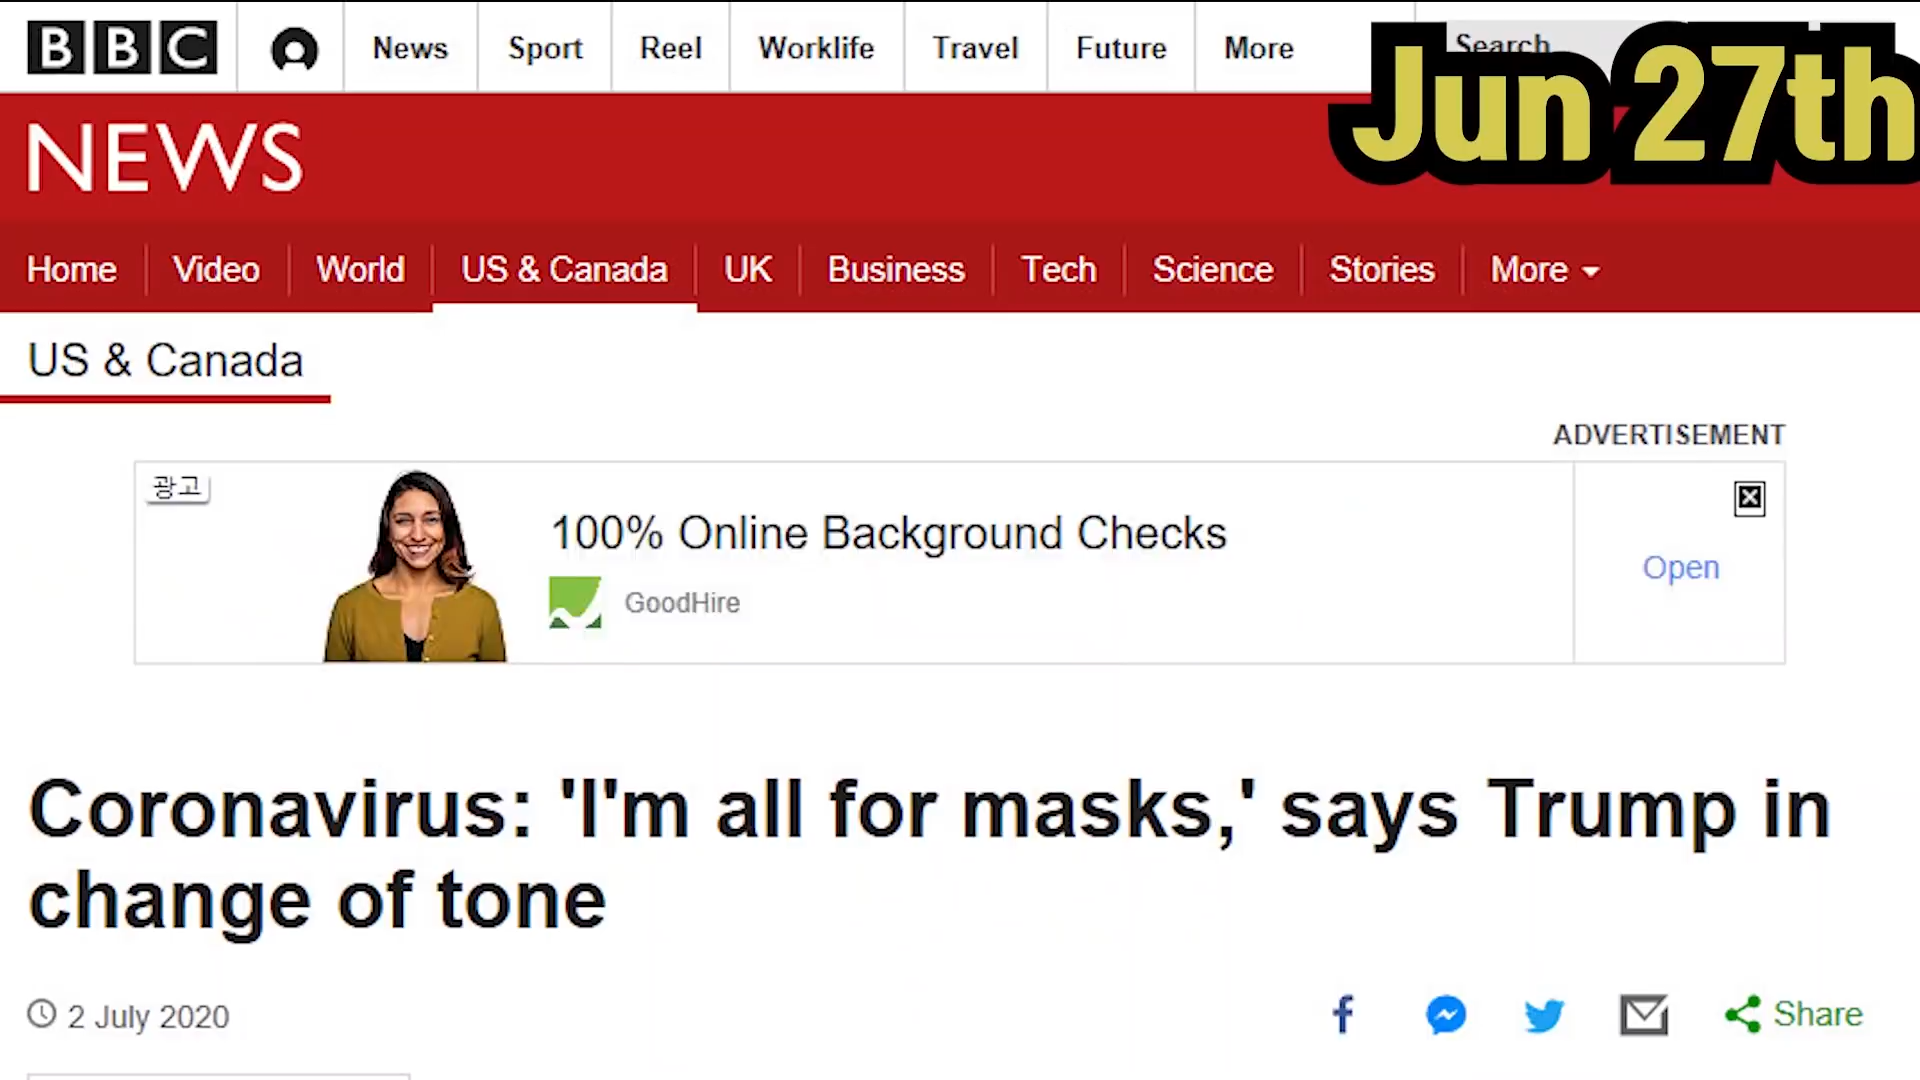 BBC News Sport Reel Worklife Travel Future More Search
Jun 27th
NEWS
Home Video World US & Canada UK Business Tech Science Stories More
US & Canada
ADVERTISEMENT
광고
100% Online Background Checks
GoodHire
Open
Coronavirus: 'I'm all for masks,' says Trump in
change of tone
2 July 2020
Share